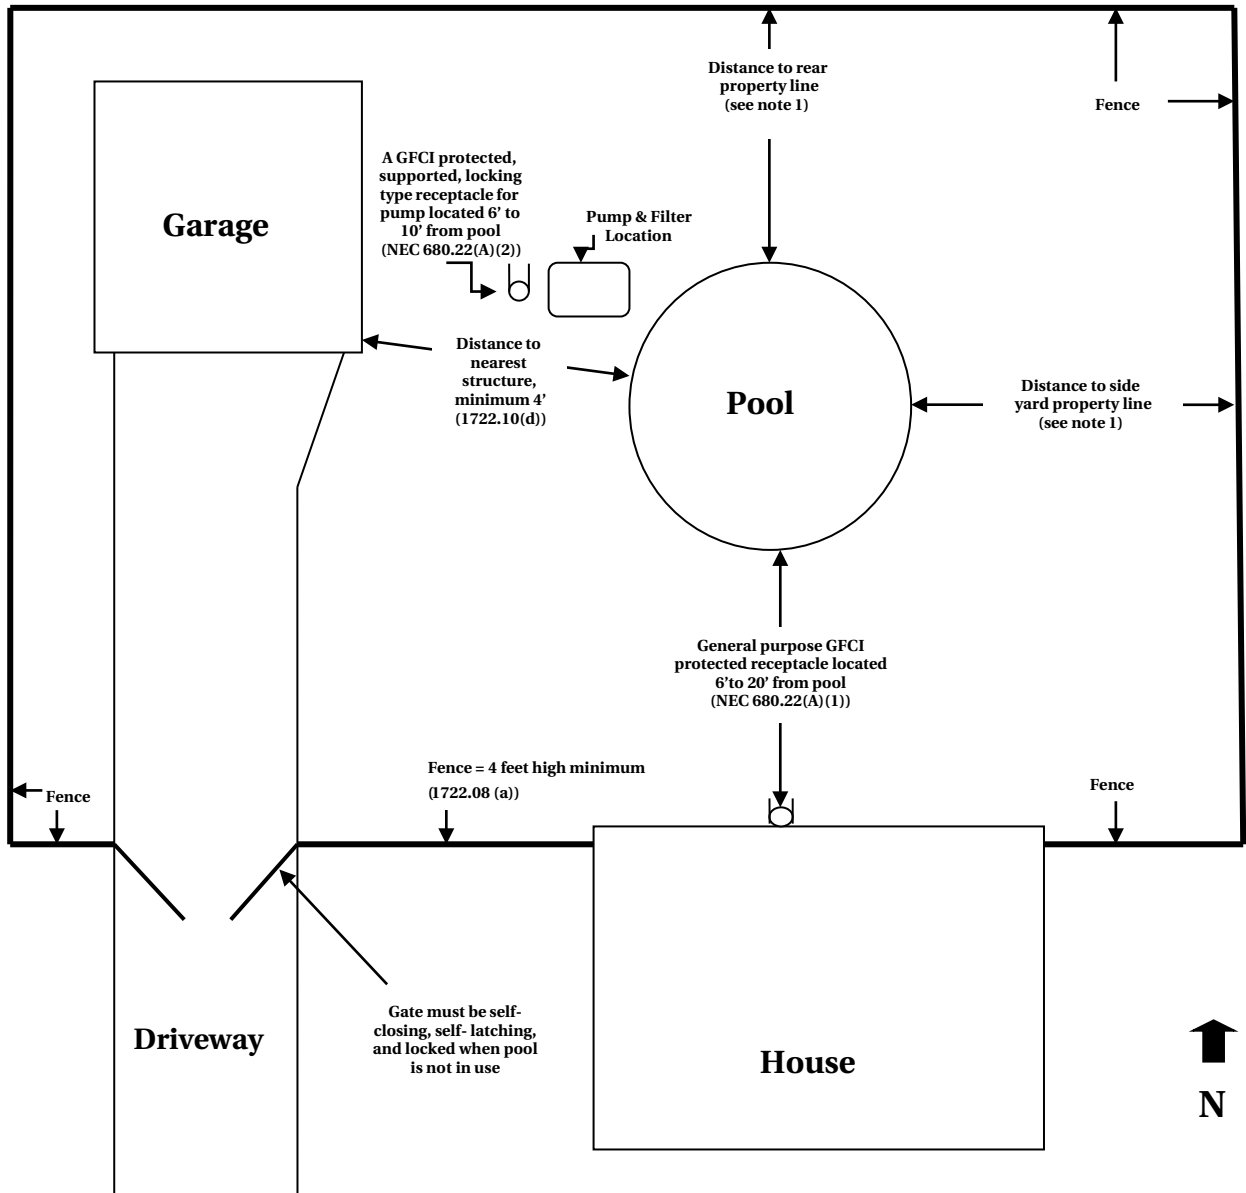 Distance to rear
property line
(see note 1)
Fence
A GFCI protected,
supported, locking
type receptacle for
pump located 6’ to
10’ from pool
(NEC 680.22(A)(2))
Garage
Pump & Filter
Location
Distance to
nearest
structure,
minimum 4’
(1722.10(d))
Pool
Distance to side
yard property line
(see note 1)
General purpose GFCI
protected receptacle located
6’to 20’ from pool
(NEC 680.22(A)(1))
Fence = 4 feet high minimum
(1722.08 (a))
Fence
Fence
Gate must be self-
closing, self- latching,
and locked when pool
is not in use
Driveway
House
N